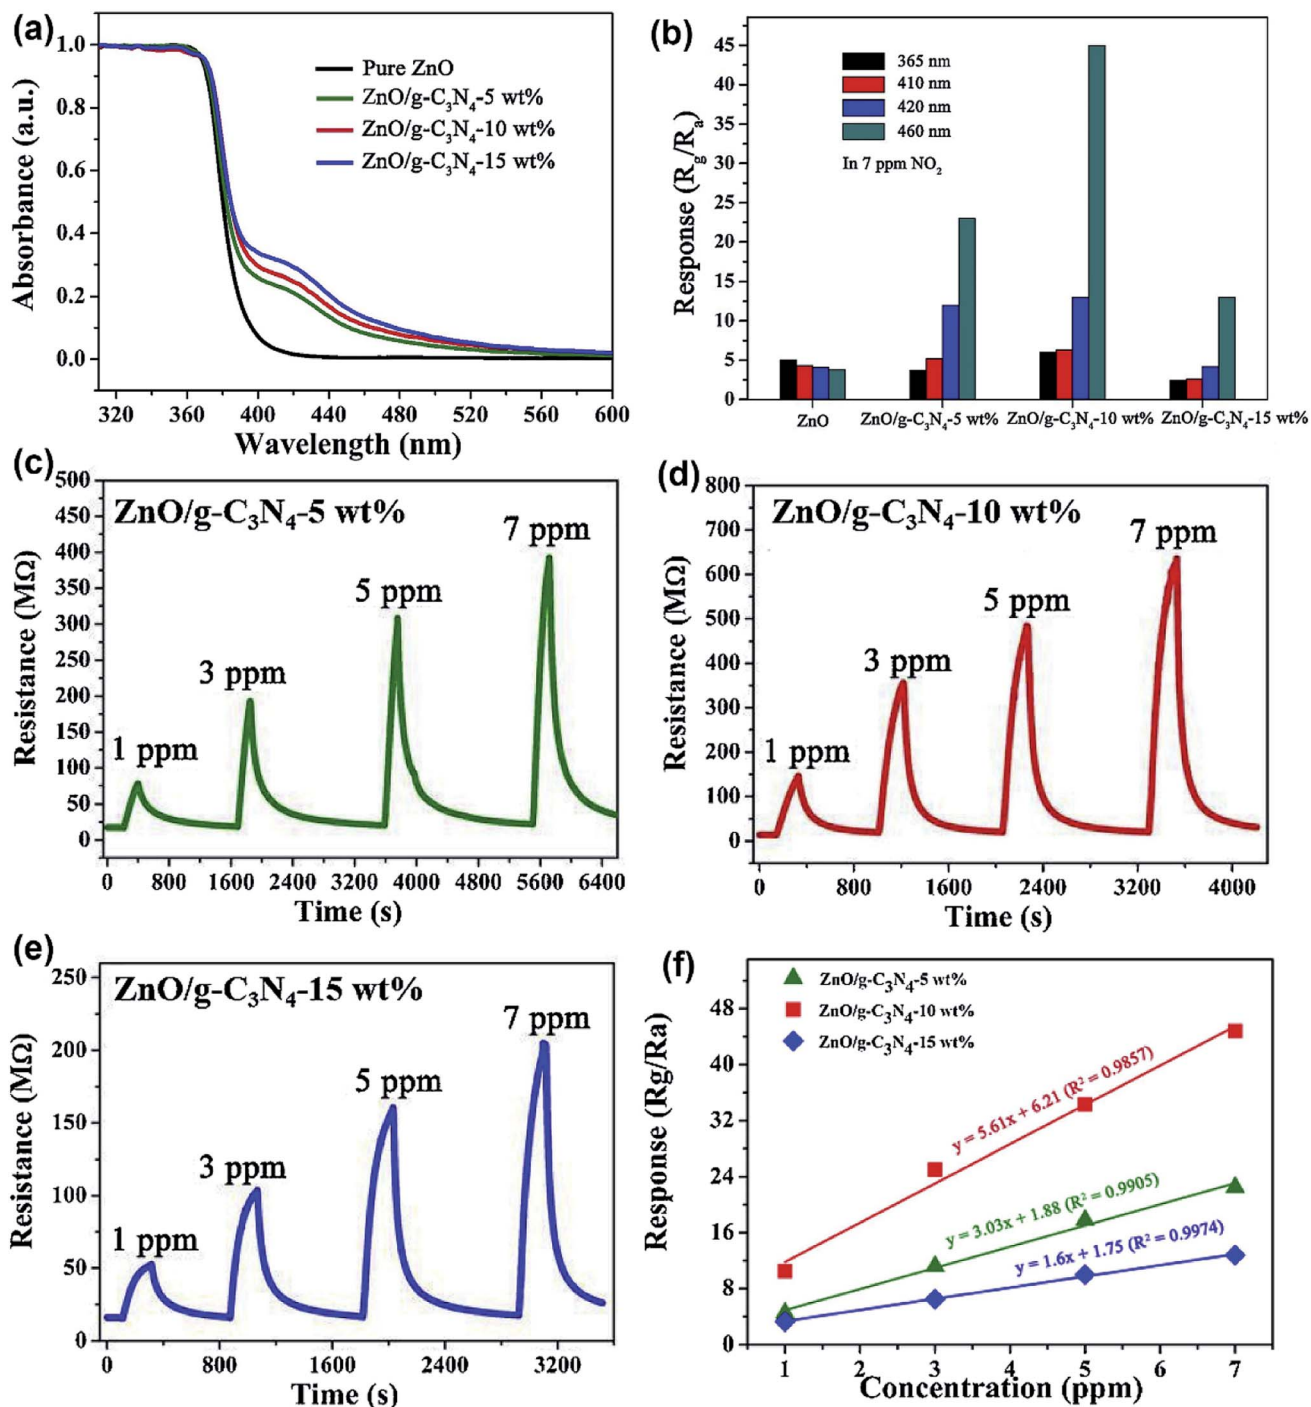 (a)
Absorbance (a.u.)
1.0
0.8
0.6
0.4
0.2
0.0
Pure ZnO
ZnO/g-C₃N₄-5 wt%
ZnO/g-C₃N₄-10 wt%
ZnO/g-C₃N₄-15 wt%
320 360 400 440 480 520 560 600
Wavelength (nm)
(b)
Response (R_g/R_a)
45
40
35
30
25
20
15
10
5
0
365 nm
410 nm
420 nm
460 nm
In 7 ppm NO₂
ZnO ZnO/g-C₃N₄-5 wt% ZnO/g-C₃N₄-10 wt% ZnO/g-C₃N₄-15 wt%
(c)
Resistance (MΩ)
500
450
400
350
300
250
200
150
100
50
0
ZnO/g-C₃N₄-5 wt%
1 ppm
3 ppm
5 ppm
7 ppm
0 800 1600 2400 3200 4000 4800 5600 6400
Time (s)
(d)
Resistance (MΩ)
800
700
600
500
400
300
200
100
0
ZnO/g-C₃N₄-10 wt%
1 ppm
3 ppm
5 ppm
7 ppm
0 800 1600 2400 3200 4000
Time (s)
(e)
Resistance (MΩ)
250
200
150
100
50
0
ZnO/g-C₃N₄-15 wt%
1 ppm
3 ppm
5 ppm
7 ppm
0 800 1600 2400 3200
Time (s)
(f)
Response (Rg/Ra)
48
40
32
24
16
8
0
ZnO/g-C₃N₄-5 wt%
ZnO/g-C₃N₄-10 wt%
ZnO/g-C₃N₄-15 wt%
y = 5.61x + 6.21 (R² = 0.9857)
y = 3.03x + 1.88 (R² = 0.9905)
y = 1.6x + 1.75 (R² = 0.9974)
1 2 3 4 5 6 7
Concentration (ppm)